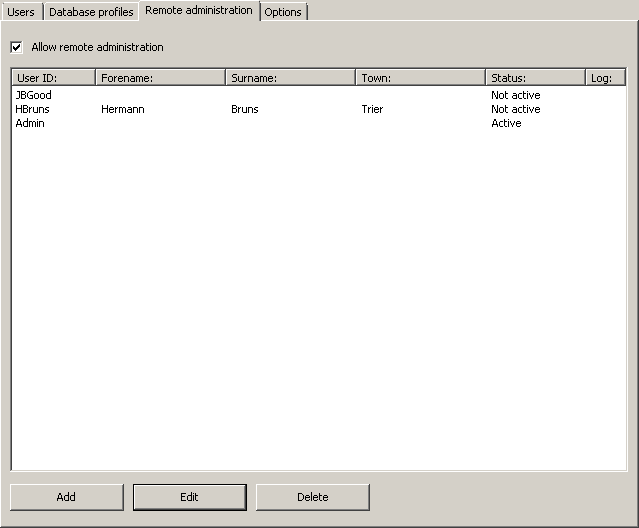 Users Database profiles Remote administration Options
Allow remote administration
User ID: Forename: Surname: Town: Status: Log:
JBGood Not active
HBruns Hermann Bruns Trier Not active
Admin Active
Add Edit Delete